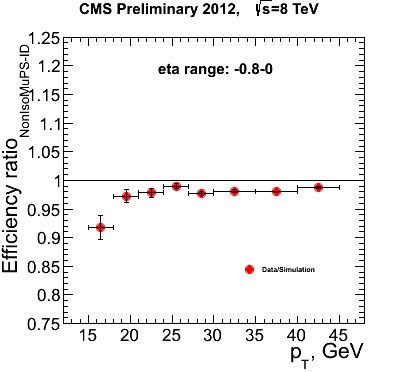 CMS Preliminary 2012, √s=8 TeV
eta range: -0.8-0
Efficiency ratio NonIsoMuPS-ID
1.25
1.2
1.15
1.1
1.05
1
0.95
0.9
0.85
0.8
0.75
Data/Simulation
15 20 25 30 35 40 45
p_T, GeV